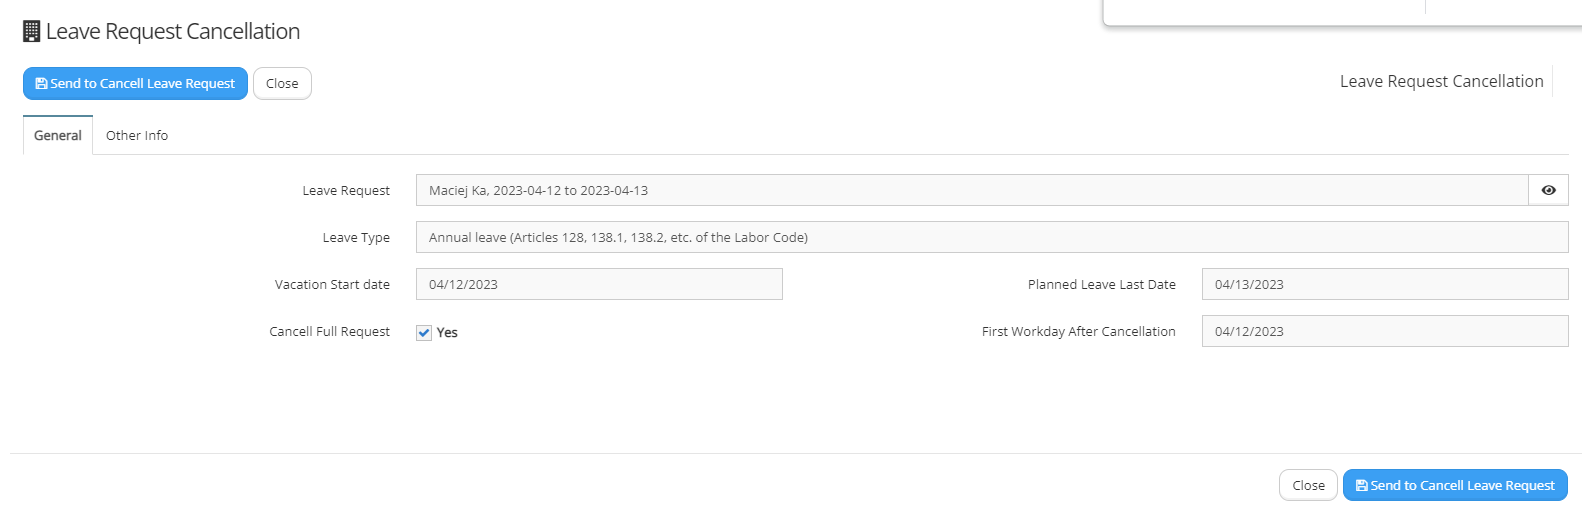 Leave Request Cancellation
Send to Cancell Leave Request
Close
Leave Request Cancellation
General
Other Info
Leave Request
Maciej Ka, 2023-04-12 to 2023-04-13
Leave Type
Annual leave (Articles 128, 138.1, 138.2, etc. of the Labor Code)
Vacation Start date
04/12/2023
Planned Leave Last Date
04/13/2023
Cancell Full Request
Yes
First Workday After Cancellation
04/12/2023
Close
Send to Cancell Leave Request